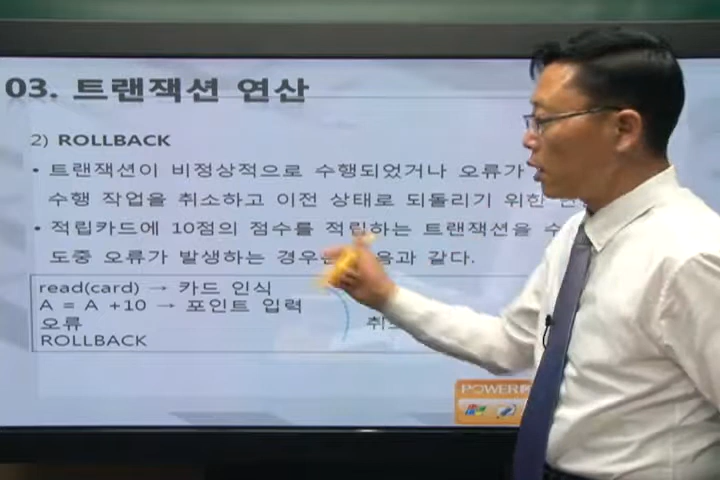 03. 트랜잭션 연산
2) ROLLBACK
• 트랜잭션이 비정상적으로 수행되었거나 오류가
수행 작업을 취소하고 이전 상태로 되돌리기 위한
• 적립카드에 10점의 점수를 적립하는 트랜잭션을
도중 오류가 발생하는 경우 같다.
read(card) → 카드 인식
A = A +10 → 포인트 입력
오류
ROLLBACK
POWER